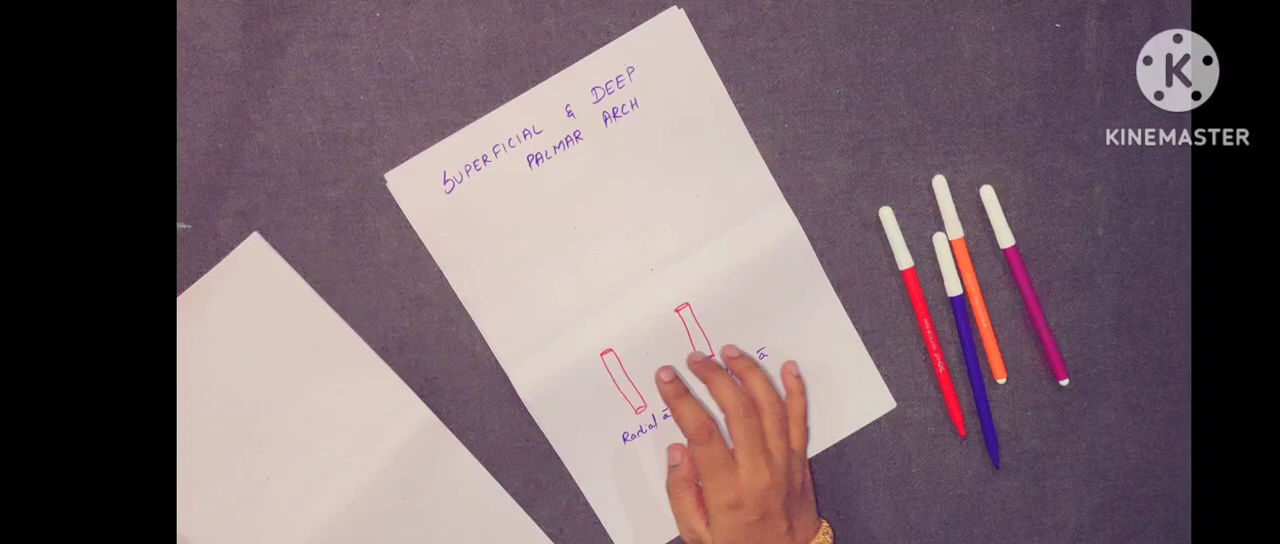 SUPERFICIAL & DEEP
PALMAR ARCH
Radial ā
ā
K
KINEMASTER